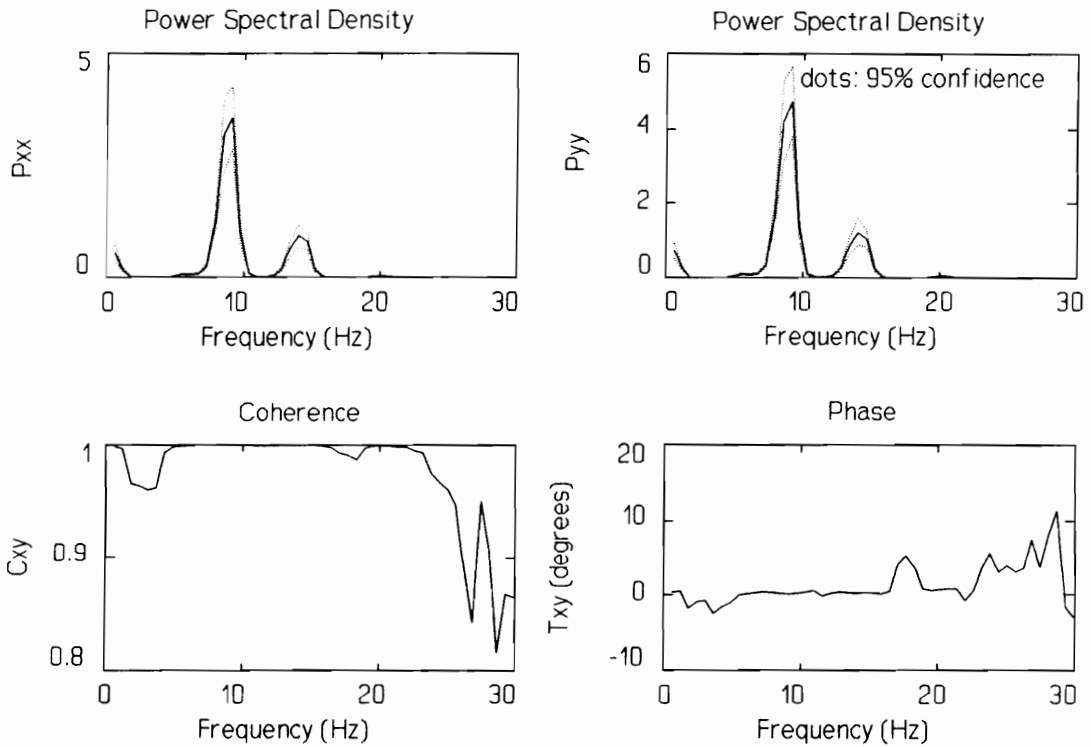 Power Spectral Density
5
0
Pxx
0 10 20 30
Frequency (Hz)
Power Spectral Density
dots: 95% confidence
6
4
2
0
Pyy
0 10 20 30
Frequency (Hz)
Coherence
1
0.9
0.8
Cxy
0 10 20 30
Frequency (Hz)
Phase
20
10
0
-10
Txy (degrees)
0 10 20 30
Frequency (Hz)